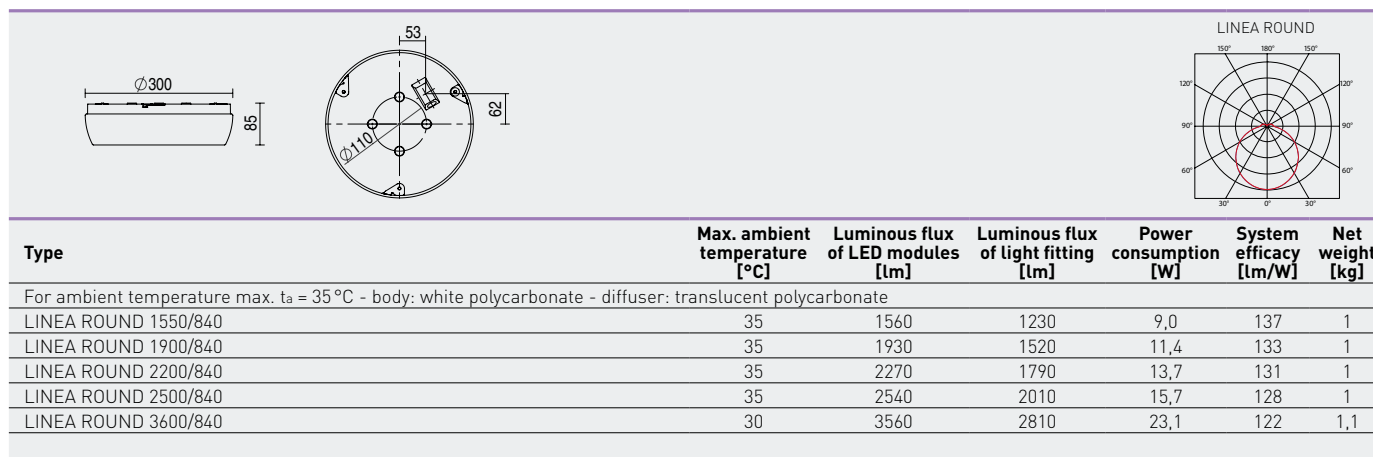 53
LINEA ROUND
150° 180° 150°
∅300
120° 120°
85
62
90° 90°
∅110
60° 60°
30° 0° 30°
Type Max. ambient temperature [°C] Luminous flux of LED modules [lm] Luminous flux of light fitting [lm] Power consumption [W] System efficacy [lm/W] Net weight [kg]
For ambient temperature max. ta = 35°C - body: white polycarbonate - diffuser: translucent polycarbonate
LINEA ROUND 1550/840 35 1560 1230 9,0 137 1
LINEA ROUND 1900/840 35 1930 1520 11,4 133 1
LINEA ROUND 2200/840 35 2270 1790 13,7 131 1
LINEA ROUND 2500/840 35 2540 2010 15,7 128 1
LINEA ROUND 3600/840 30 3560 2810 23,1 122 1,1